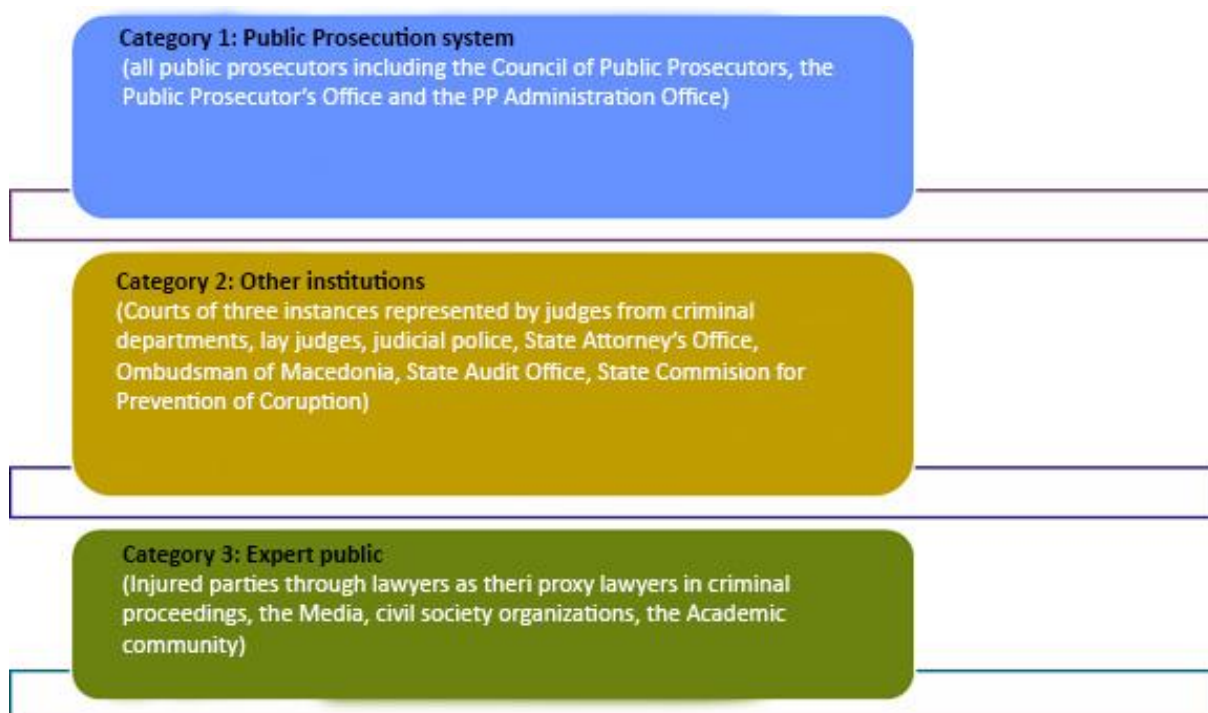 Category 1: Public Prosecution system
(all public prosecutors including the Council of Public Prosecutors, the
Public Prosecutor's Office and the PP Administration Office)
Category 2: Other institutions
(Courts of three instances represented by judges from criminal
departments, lay judges, judicial police, State Attorney's Office,
Ombudsman of Macedonia, State Audit Office, State Commision for
Prevention of Coruption)
Category 3: Expert public
(Injured parties through lawyers as theri proxy lawyers in criminal
proceedings, the Media, civil society organizations, the Academic
community)